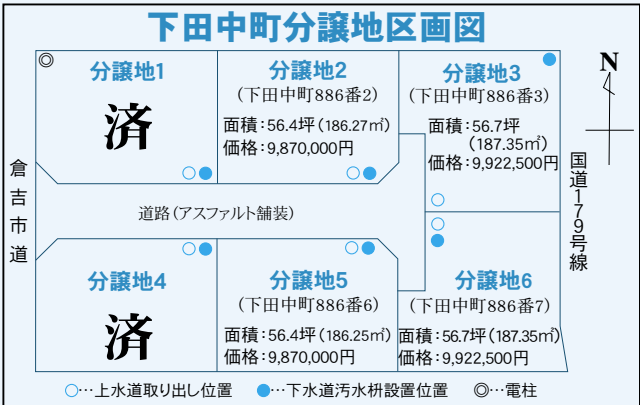 下田中町分譲地区画図
分譲地1
済
分譲地2
(下田中町886番2)
面積:56.4坪(186.27㎡)
価格:9,870,000円
分譲地3
(下田中町886番3)
面積:56.7坪
(187.35㎡)
価格:9,922,500円
N
倉吉市道
道路(アスファルト舗装)
国道179号線
分譲地4
済
分譲地5
(下田中町886番6)
面積:56.4坪(186.25㎡)
価格:9,870,000円
分譲地6
(下田中町886番7)
面積:56.7坪(187.35㎡)
価格:9,922,500円
○…上水道取り出し位置 ●…下水道汚水桝設置位置 ◎…電柱